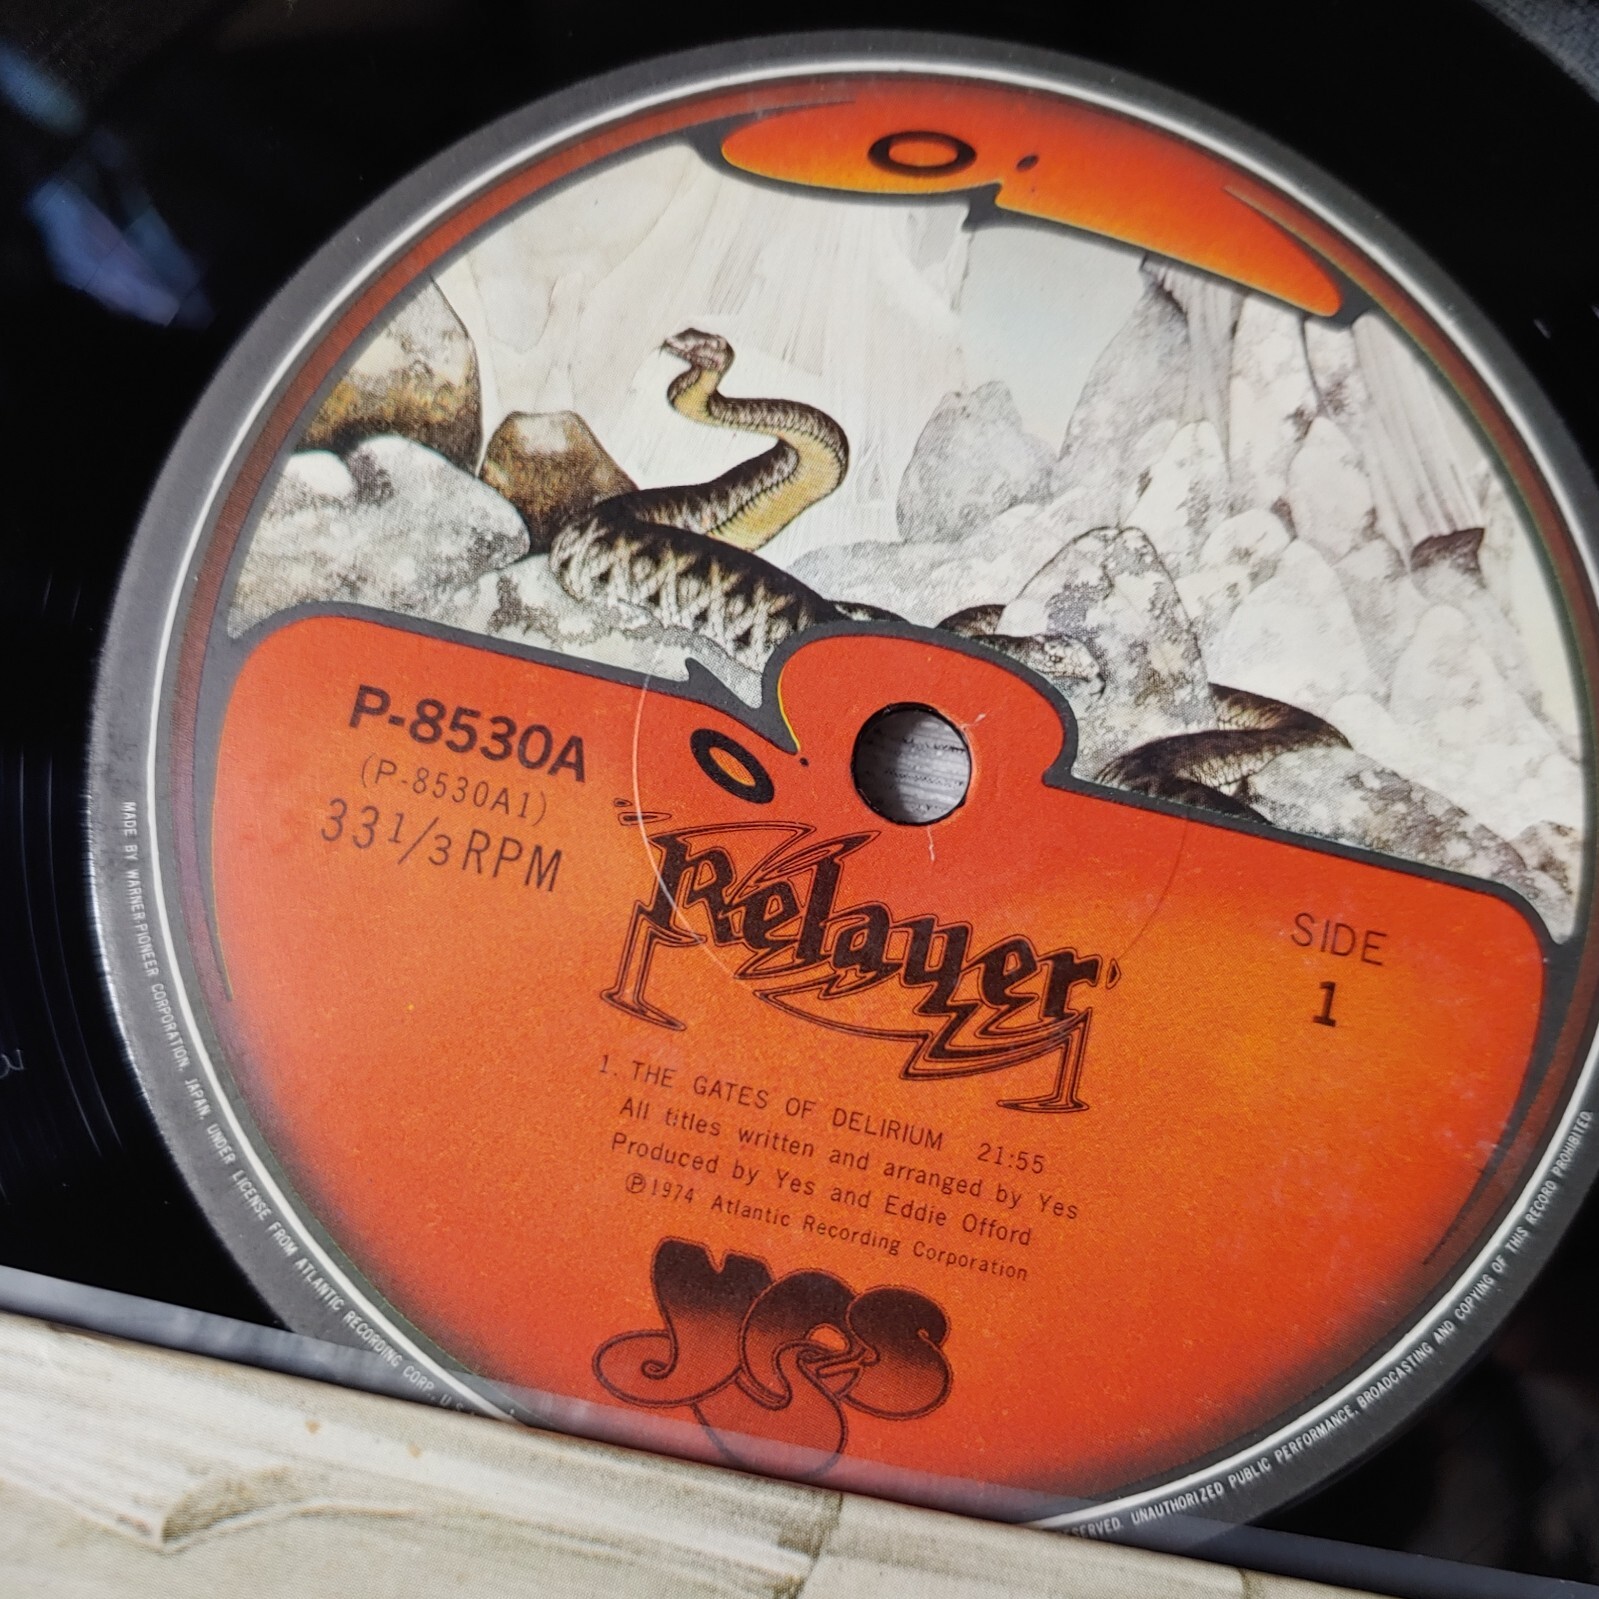 P-8530A
(P-8530A1)
33 1/3 RPM
Relayer
SIDE
1
1. THE GATES OF DELIRIUM 21:55
All titles written and arranged by Yes
Produced by Yes and Eddie Offord
Ⓟ1974 Atlantic Recording Corporation
yes
MADE BY WARNER-PIONEER CORPORATION, JAPAN. UNDER LICENSE FROM ATLANTIC RECORDING CORP., U.S.
UNAUTHORIZED PUBLIC PERFORMANCE, BROADCASTING AND COPYING OF THIS RECORD PROHIBITED.